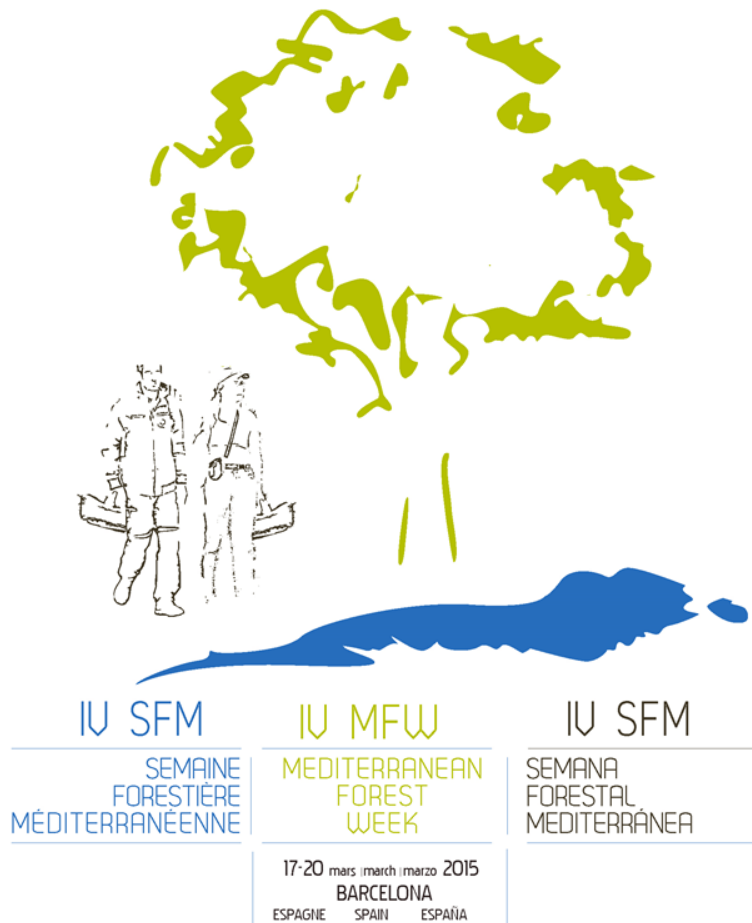 IV SFM
SEMAINE
FORESTIÈRE
MÉDITERRANÉENNE
IV MFW
MEDITERRANEAN
FOREST
WEEK
IV SFM
SEMANA
FORESTAL
MEDITERRÁNEA
17-20 mars | march | marzo 2015
BARCELONA
ESPAGNE SPAIN ESPAÑA